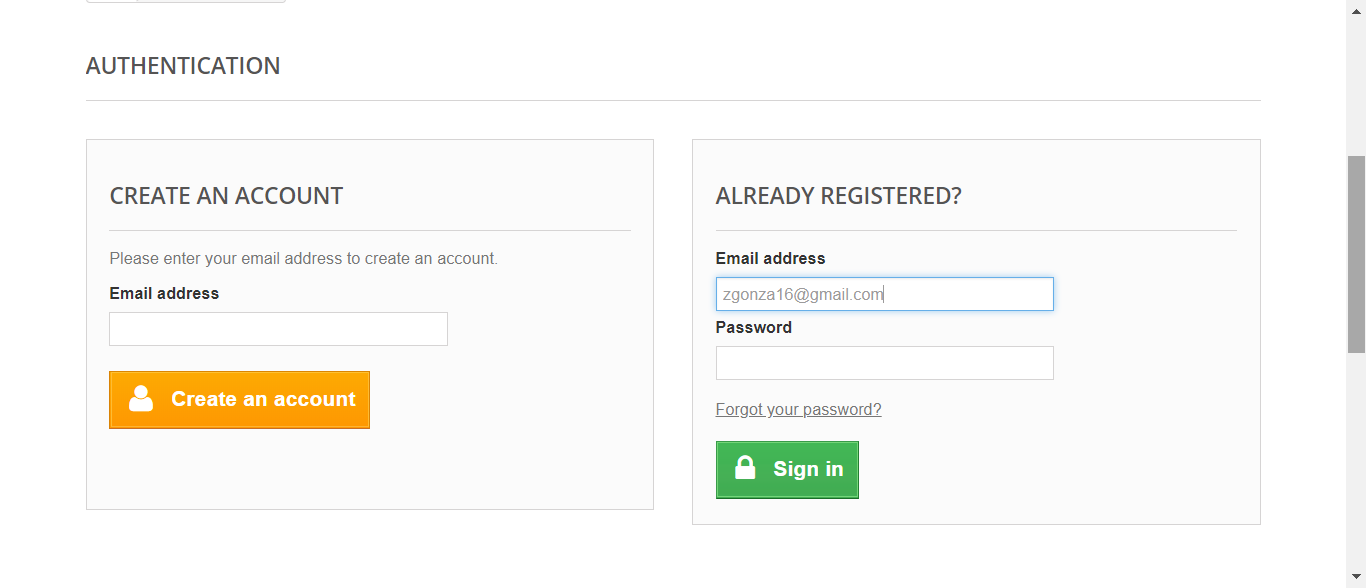 AUTHENTICATION
CREATE AN ACCOUNT
Please enter your email address to create an account.
Email address
Create an account
ALREADY REGISTERED?
Email address
zgonza16@gmail.com
Password
Forgot your password?
Sign in